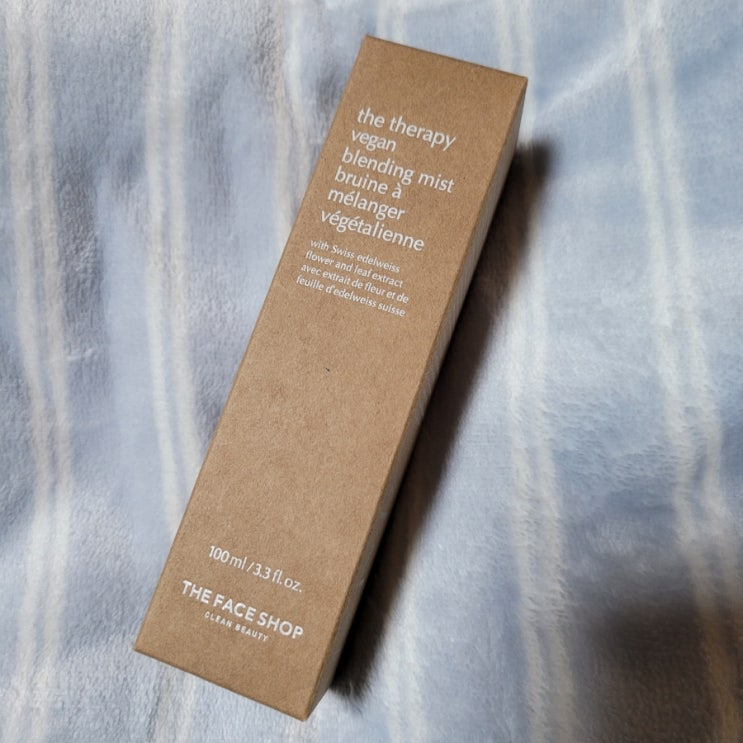 the therapy
vegan
blending mist
bruine à
mélanger
végétalienne
with Swiss edelweiss
flower and leaf extract
avec extrait de fleur et de
feuille d'edelweiss suisse
100 ml / 3.3 fl. oz.
THE FACE SHOP
CLEAN BEAUTY